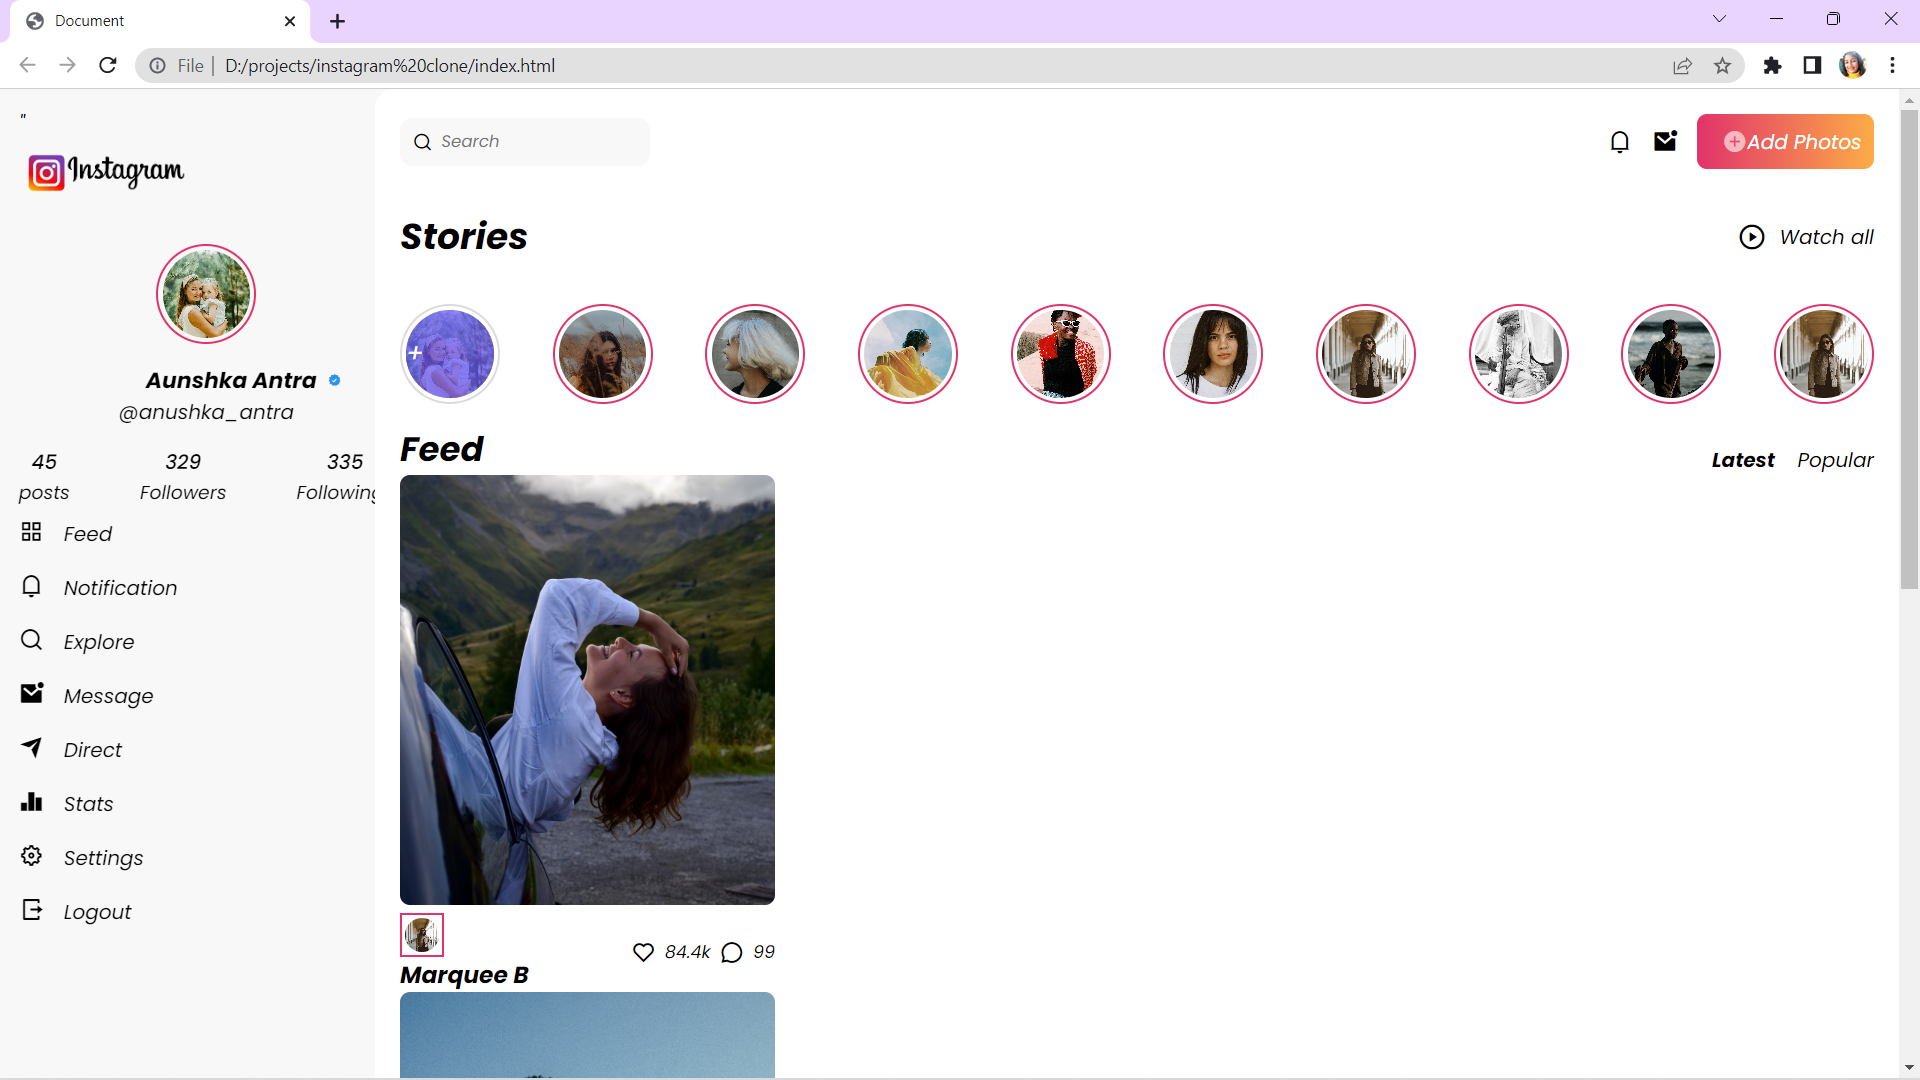 Document
File | D:/projects/instagram%20clone/index.html
"
Instagram
Aunshka Antra
@anushka_antra
45 329 335
posts Followers Following
Feed
Notification
Explore
Message
Direct
Stats
Settings
Logout
Search
Add Photos
Stories
Watch all
Feed
Latest Popular
84.4k 99
Marquee B